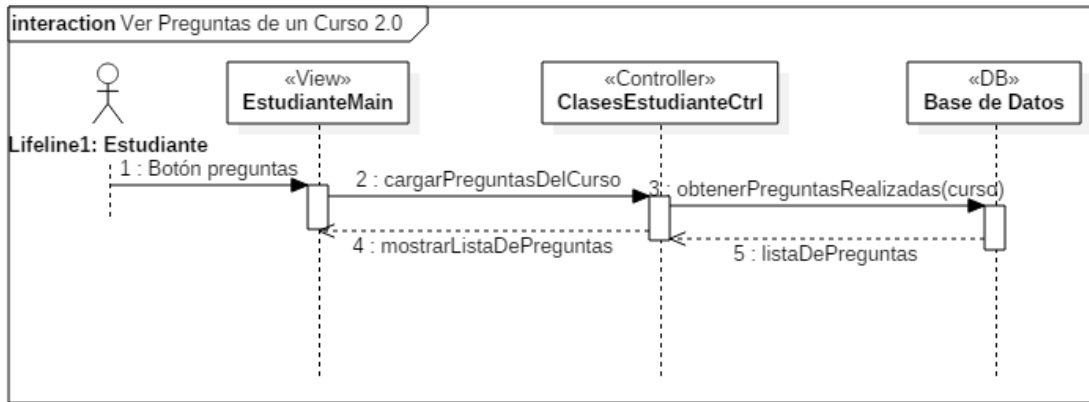 interaction Ver Preguntas de un Curso 2.0
«View»
EstudianteMain
«Controller»
ClasesEstudianteCtrl
«DB»
Base de Datos
Lifeline1: Estudiante
1 : Botón preguntas
2 : cargarPreguntasDelCurso
3 : obtenerPreguntasRealizadas(curso)
4 : mostrarListaDePreguntas
5 : listaDePreguntas